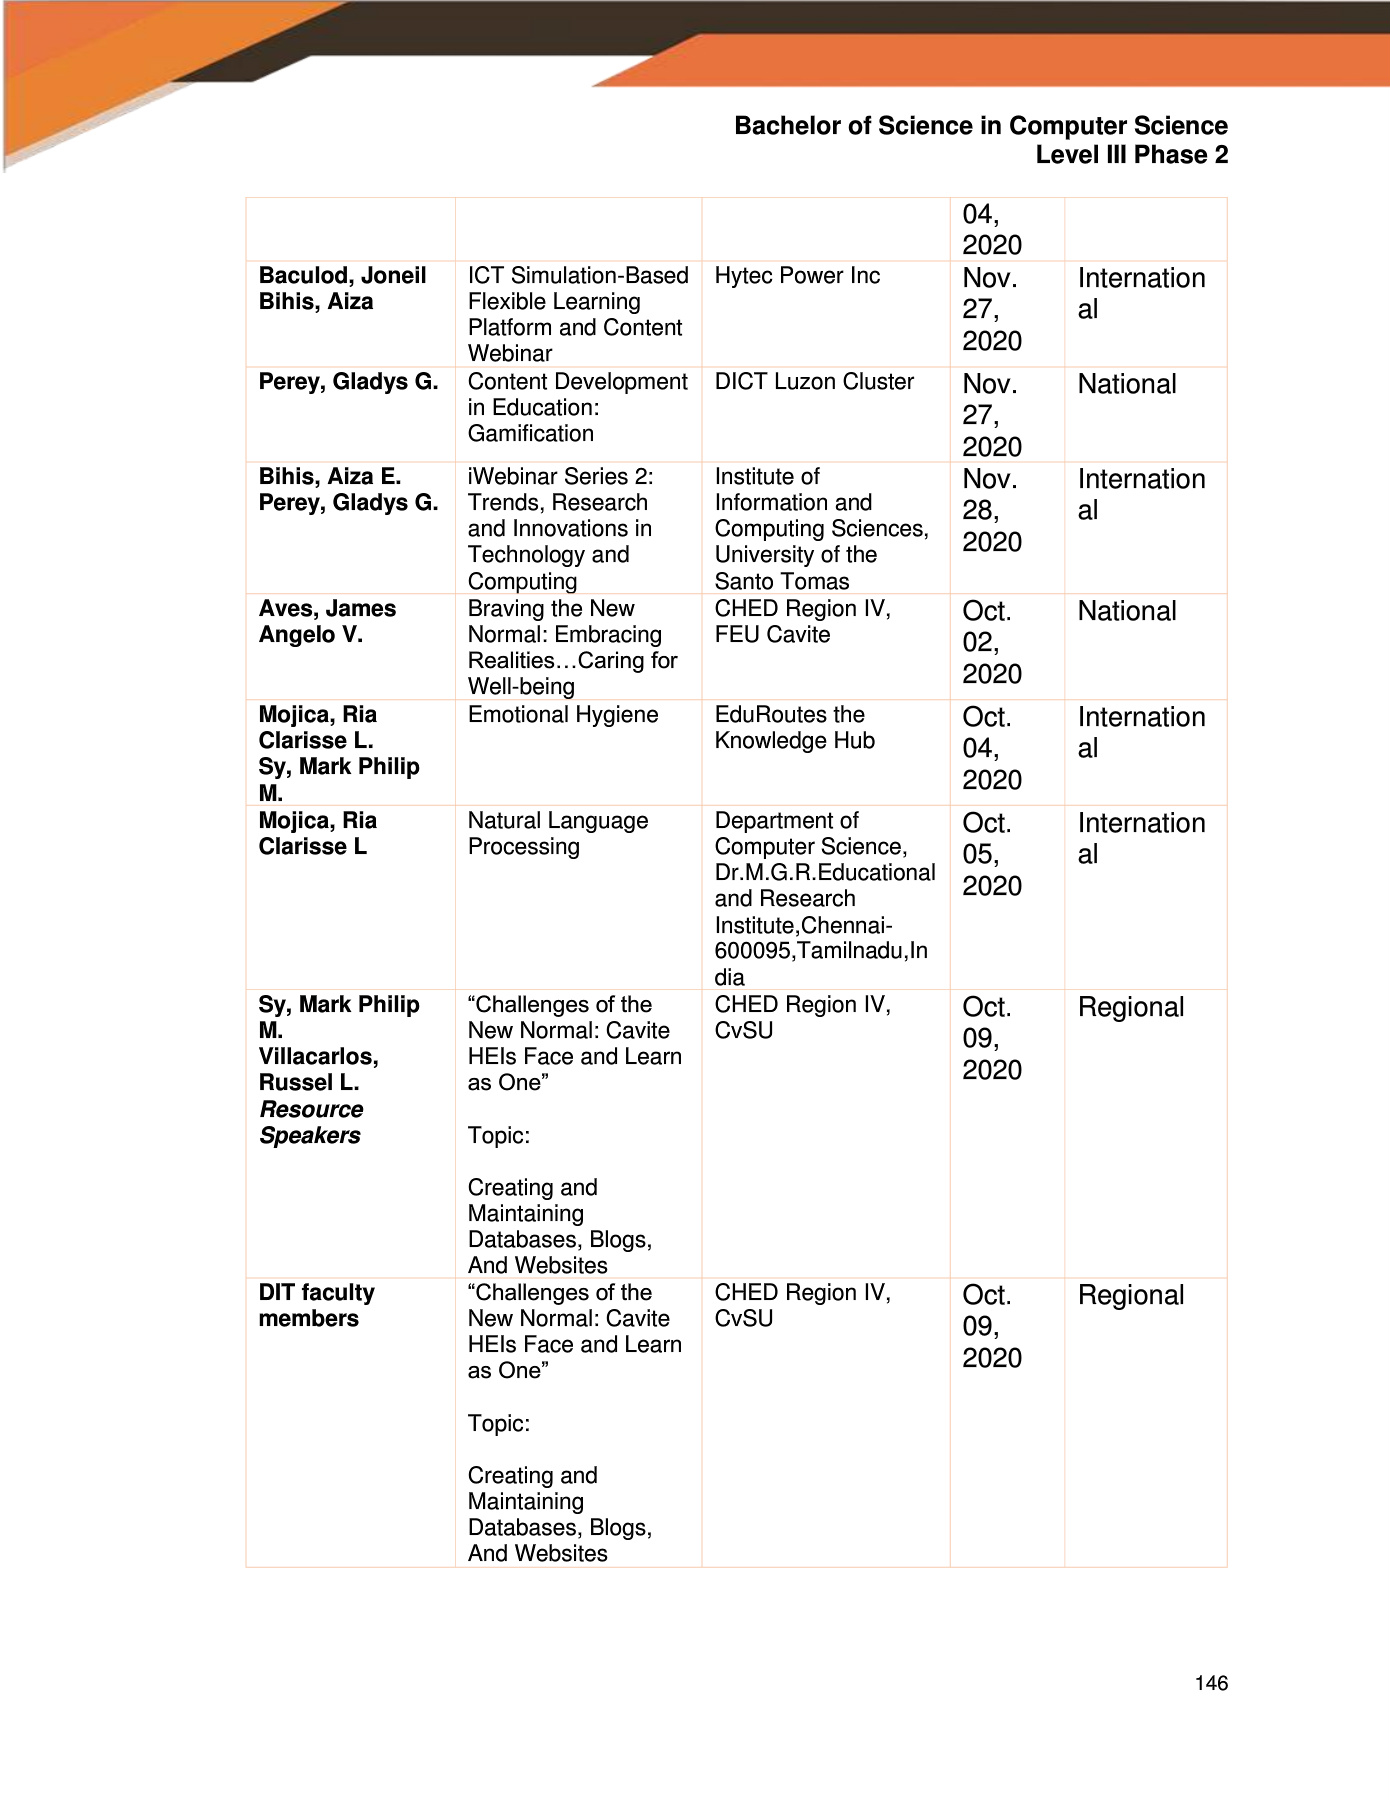 Bachelor of Science in Computer Science
Level III Phase 2
04,
2020
Baculod, Joneil
Bihis, Aiza
ICT Simulation-Based
Flexible Learning
Platform and Content
Webinar
Hytec Power Inc
Nov.
27,
2020
Internation
al
Perey, Gladys G.
Content Development
in Education:
Gamification
DICT Luzon Cluster
Nov.
27,
2020
National
Bihis, Aiza E.
Perey, Gladys G.
iWebinar Series 2:
Trends, Research
and Innovations in
Technology and
Computing
Institute of
Information and
Computing Sciences,
University of the
Santo Tomas
Nov.
28,
2020
Internation
al
Aves, James
Angelo V.
Braving the New
Normal: Embracing
Realities…Caring for
Well-being
CHED Region IV,
FEU Cavite
Oct.
02,
2020
National
Mojica, Ria
Clarisse L.
Sy, Mark Philip
M.
Emotional Hygiene
EduRoutes the
Knowledge Hub
Oct.
04,
2020
Internation
al
Mojica, Ria
Clarisse L
Natural Language
Processing
Department of
Computer Science,
Dr.M.G.R.Educational
and Research
Institute,Chennai-
600095,Tamilnadu,In
dia
Oct.
05,
2020
Internation
al
Sy, Mark Philip
M.
Villacarlos,
Russel L.
Resource
Speakers
“Challenges of the
New Normal: Cavite
HEIs Face and Learn
as One”
Topic:
Creating and
Maintaining
Databases, Blogs,
And Websites
CHED Region IV,
CvSU
Oct.
09,
2020
Regional
DIT faculty
members
“Challenges of the
New Normal: Cavite
HEIs Face and Learn
as One”
Topic:
Creating and
Maintaining
Databases, Blogs,
And Websites
CHED Region IV,
CvSU
Oct.
09,
2020
Regional
146